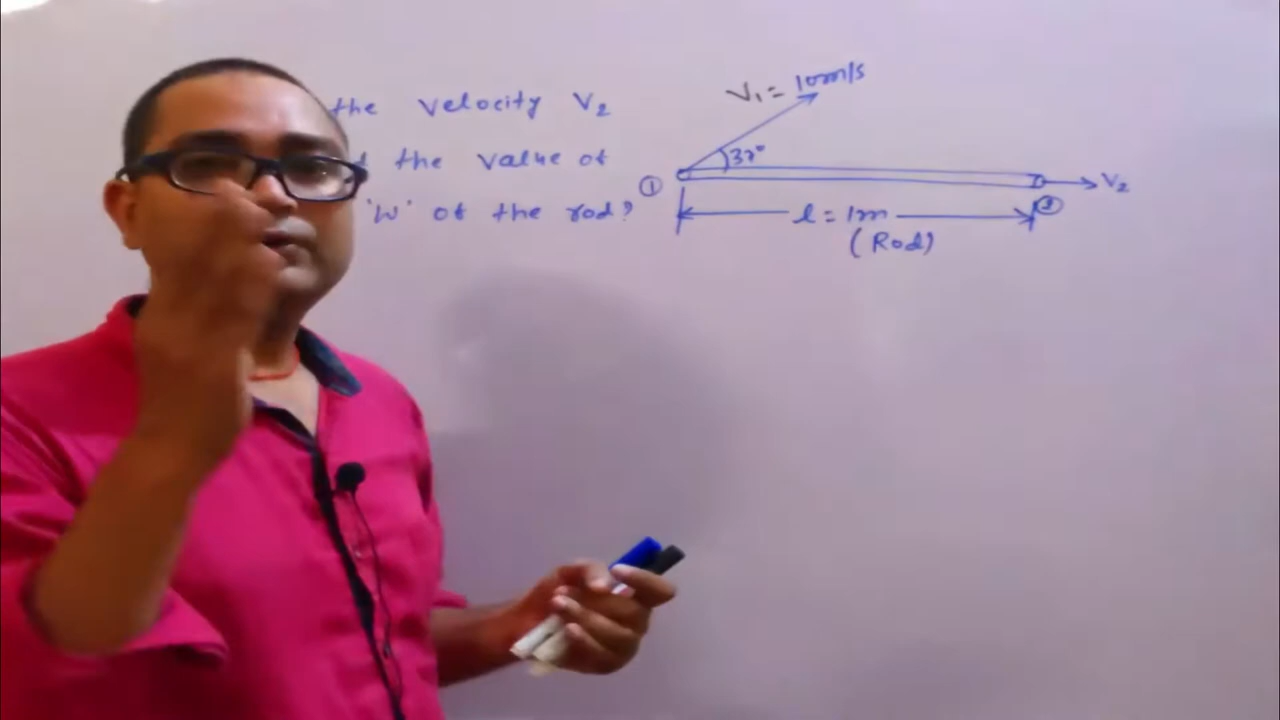 the velocity V2
the value of
'W' of the rod?
V1 = 10m/s
37°
①
V2
②
l = 1m
(Rod)